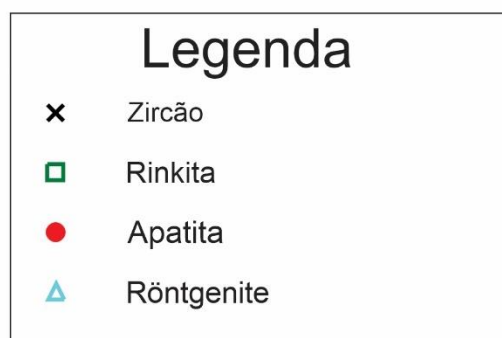 Legenda
Zircão
Rinkita
Apatita
Röntgenite